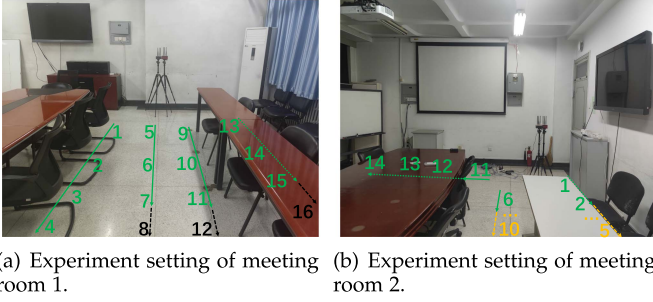 1 5 9 13
2 6 10 14
3 7 11 15
4 8 12 16
14 13 12 11
1
6 2
10 5
(a) Experiment setting of meeting
room 1.
(b) Experiment setting of meeting
room 2.